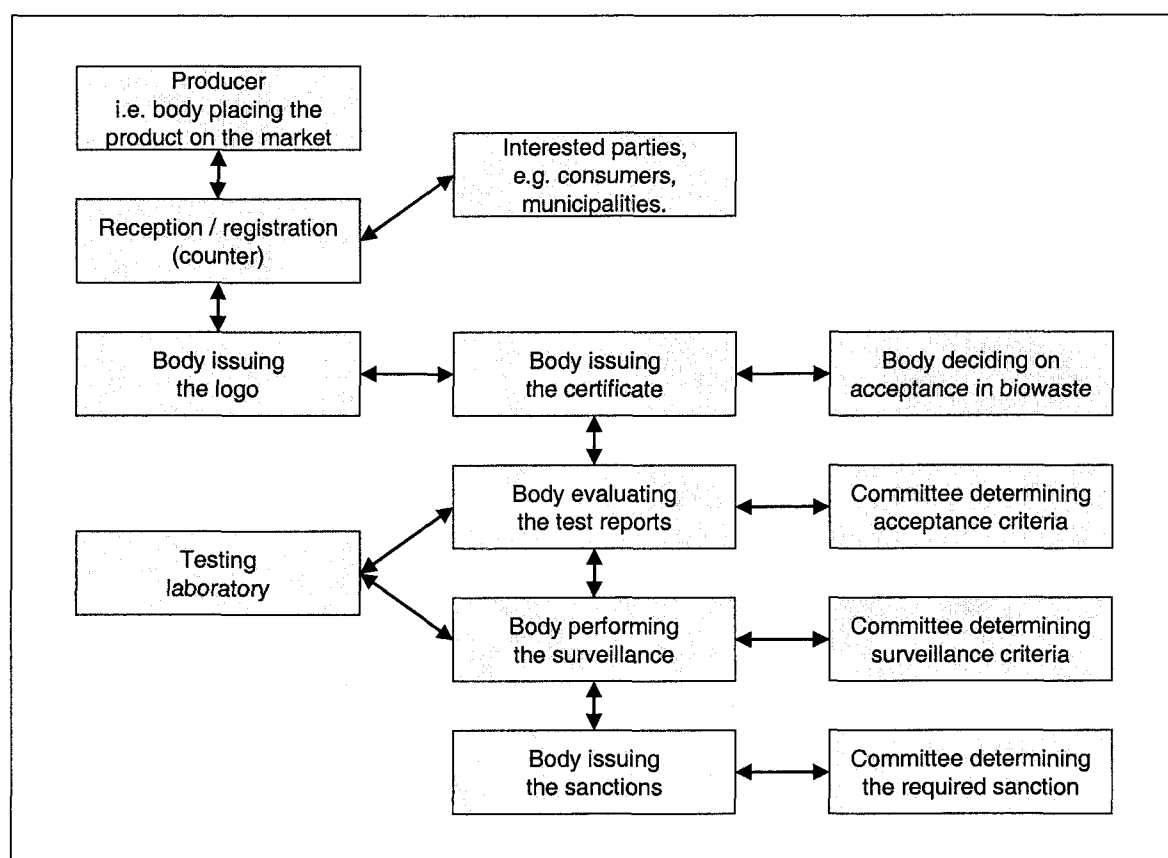 Producer
i.e. body placing the
product on the market
Interested parties,
e.g. consumers,
municipalities.
Reception / registration
(counter)
Body issuing
the logo
Body issuing
the certificate
Body deciding on
acceptance in biowaste
Body evaluating
the test reports
Committee determining
acceptance criteria
Testing
laboratory
Body performing
the surveillance
Committee determining
surveillance criteria
Body issuing
the sanctions
Committee determining
the required sanction